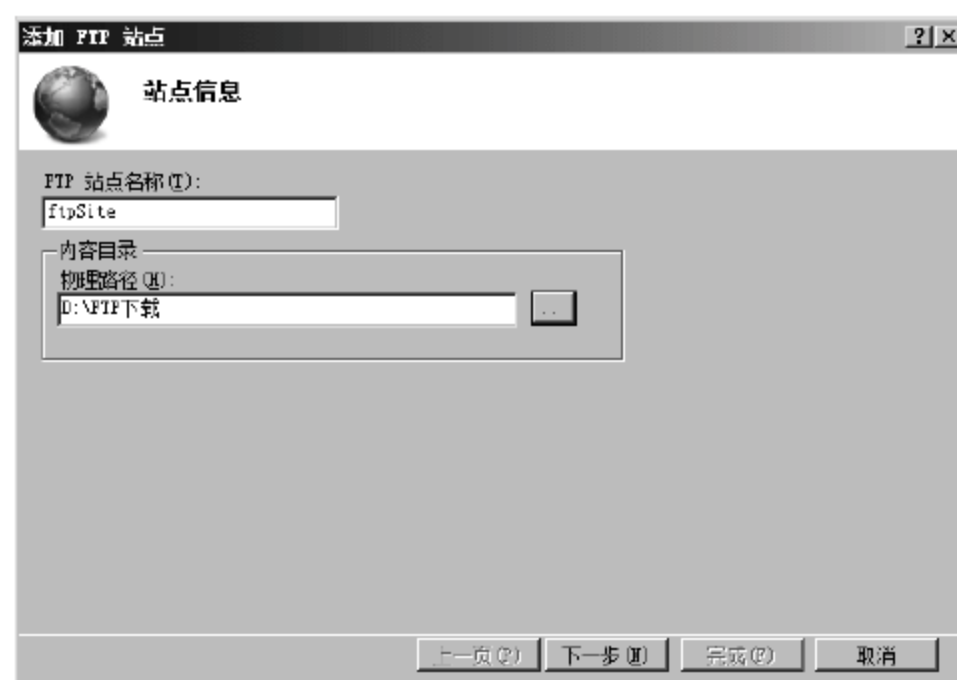 添加 FTP 站点
站点信息
FTP 站点名称(T):
ftpSite
内容目录
物理路径(H):
D:\FTP下载
..
上一页(P) 下一步(N) 完成(F) 取消